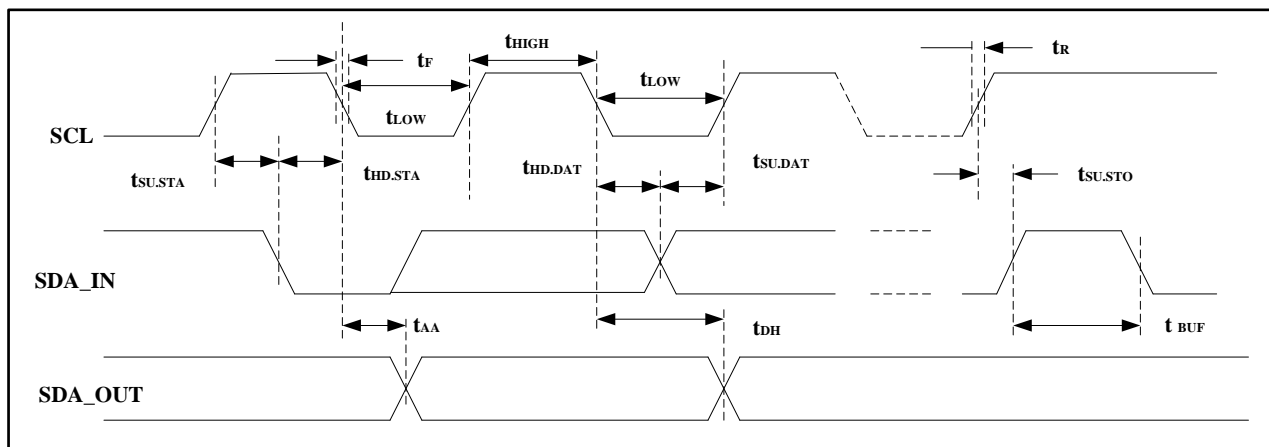 tHIGH
tF
tR
tLOW
tLOW
SCL
tSU.STA
tHD.STA
tHD.DAT
tSU.DAT
tSU.STO
SDA_IN
tAA
tDH
t BUF
SDA_OUT